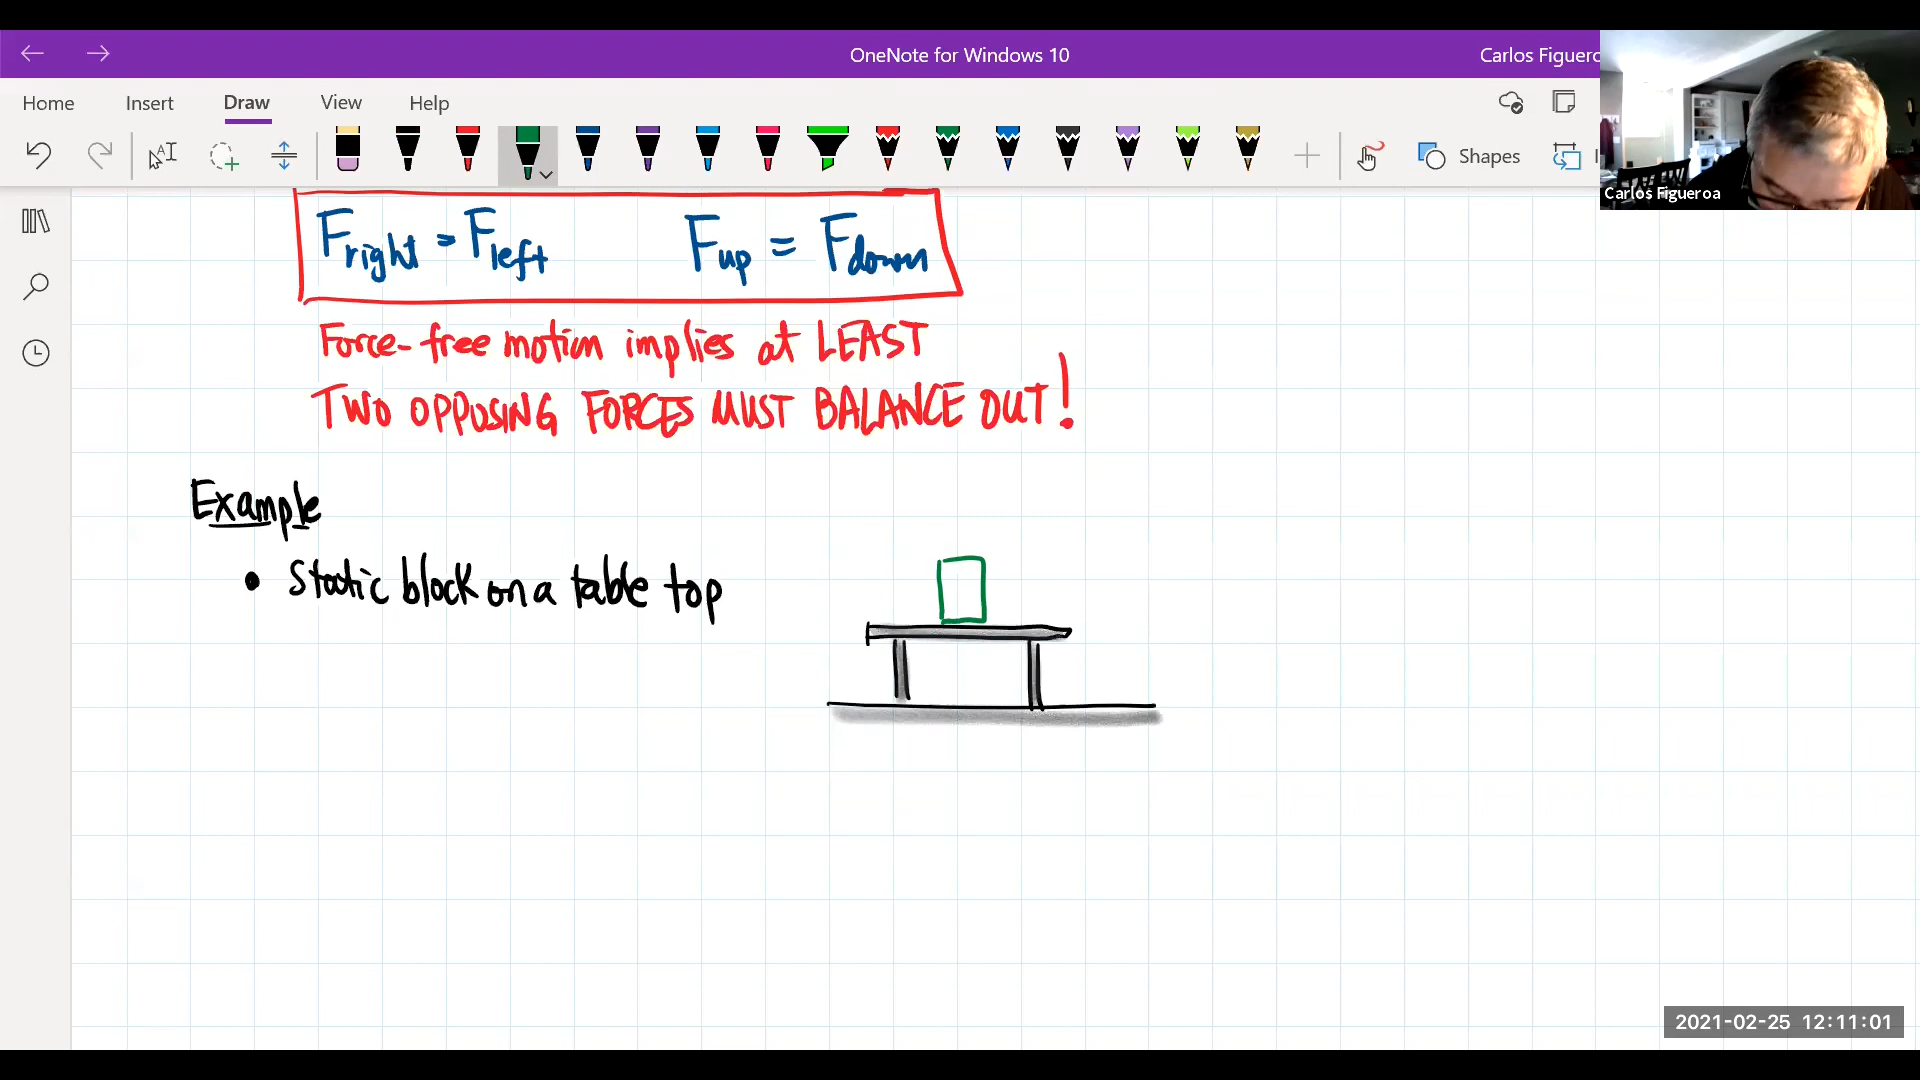 OneNote for Windows 10
Carlos Figuero
Home Insert Draw View Help
Shapes
Carlos Figueroa
Fright = Fleft Fup = Fdown
Force-free motion implies at LEAST
TWO OPPOSING FORCES MUST BALANCE OUT!
Example
• Static block on a table top
2021-02-25 12:11:01